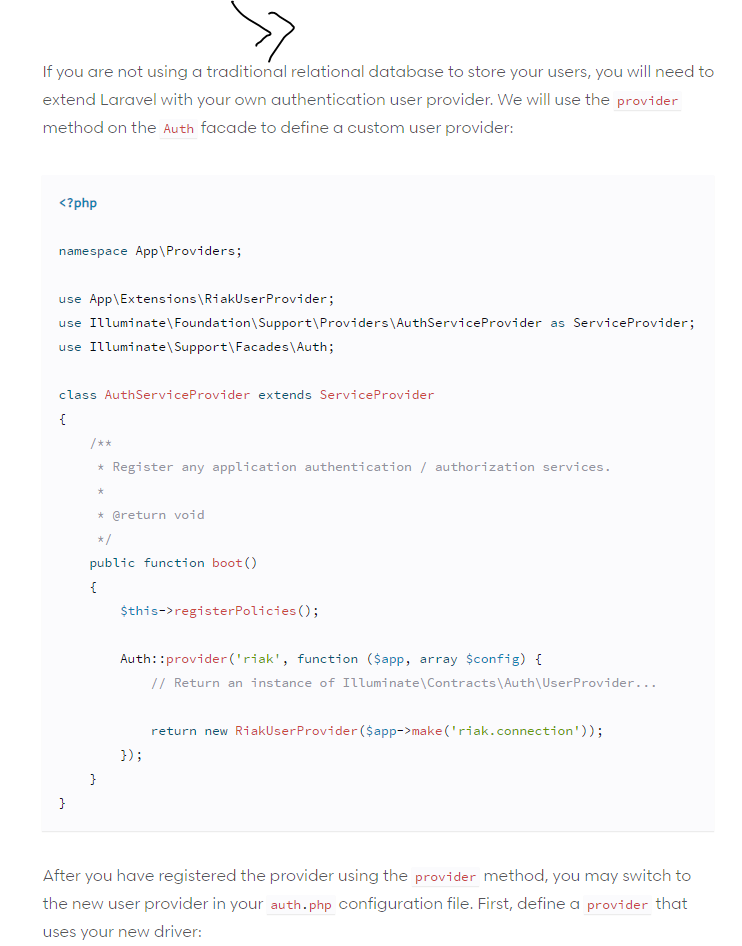 If you are not using a traditional relational database to store your users, you will need to
extend Laravel with your own authentication user provider. We will use the provider
method on the Auth facade to define a custom user provider:
<?php
namespace App\Providers;
use App\Extensions\RiakUserProvider;
use Illuminate\Foundation\Support\Providers\AuthServiceProvider as ServiceProvider;
use Illuminate\Support\Facades\Auth;
class AuthServiceProvider extends ServiceProvider
{
    /**
     * Register any application authentication / authorization services.
     *
     * @return void
     */
    public function boot()
    {
        $this->registerPolicies();
        Auth::provider('riak', function ($app, array $config) {
            // Return an instance of Illuminate\Contracts\Auth\UserProvider...
            return new RiakUserProvider($app->make('riak.connection'));
        });
    }
}
After you have registered the provider using the provider method, you may switch to
the new user provider in your auth.php configuration file. First, define a provider that
uses your new driver: